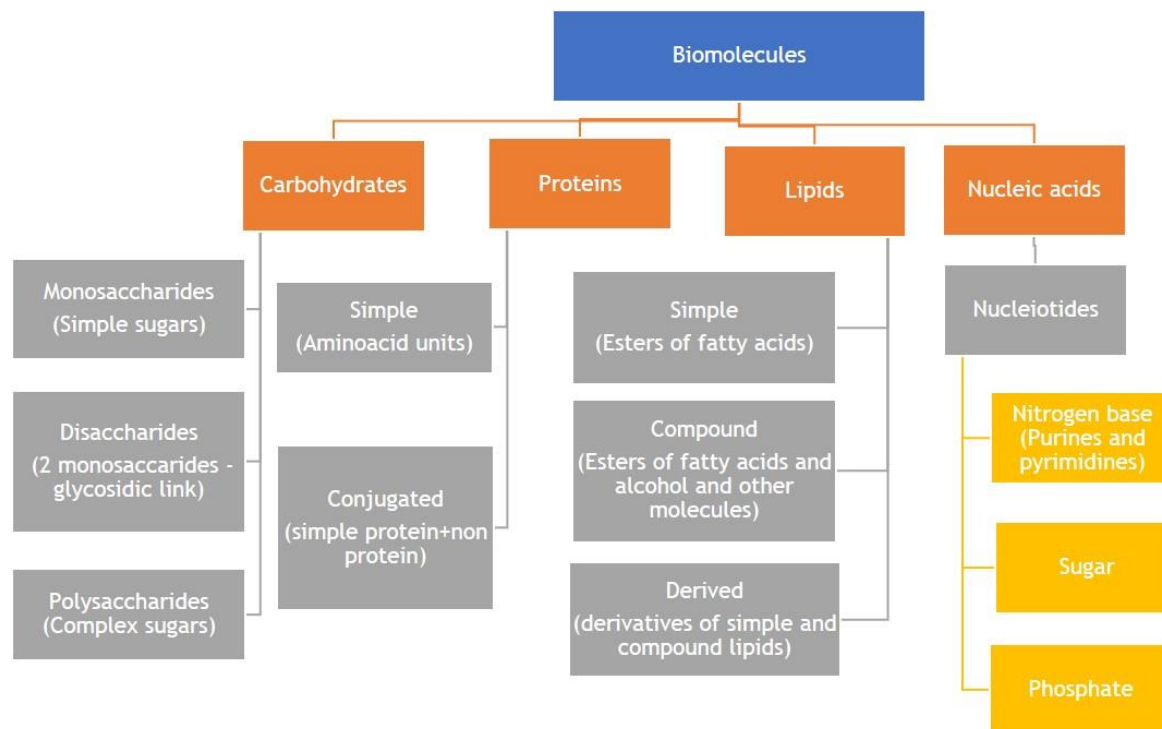 Biomolecules
Carbohydrates
Proteins
Lipids
Nucleic acids
Monosaccharides
(Simple sugars)
Disaccharides
(2 monosaccarides -
glycosidic link)
Polysaccharides
(Complex sugars)
Simple
(Aminoacid units)
Conjugated
(simple protein+non
protein)
Simple
(Esters of fatty acids)
Compound
(Esters of fatty acids and
alcohol and other
molecules)
Derived
(derivatives of simple and
compound lipids)
Nucleiotides
Nitrogen base
(Purines and
pyrimidines)
Sugar
Phosphate